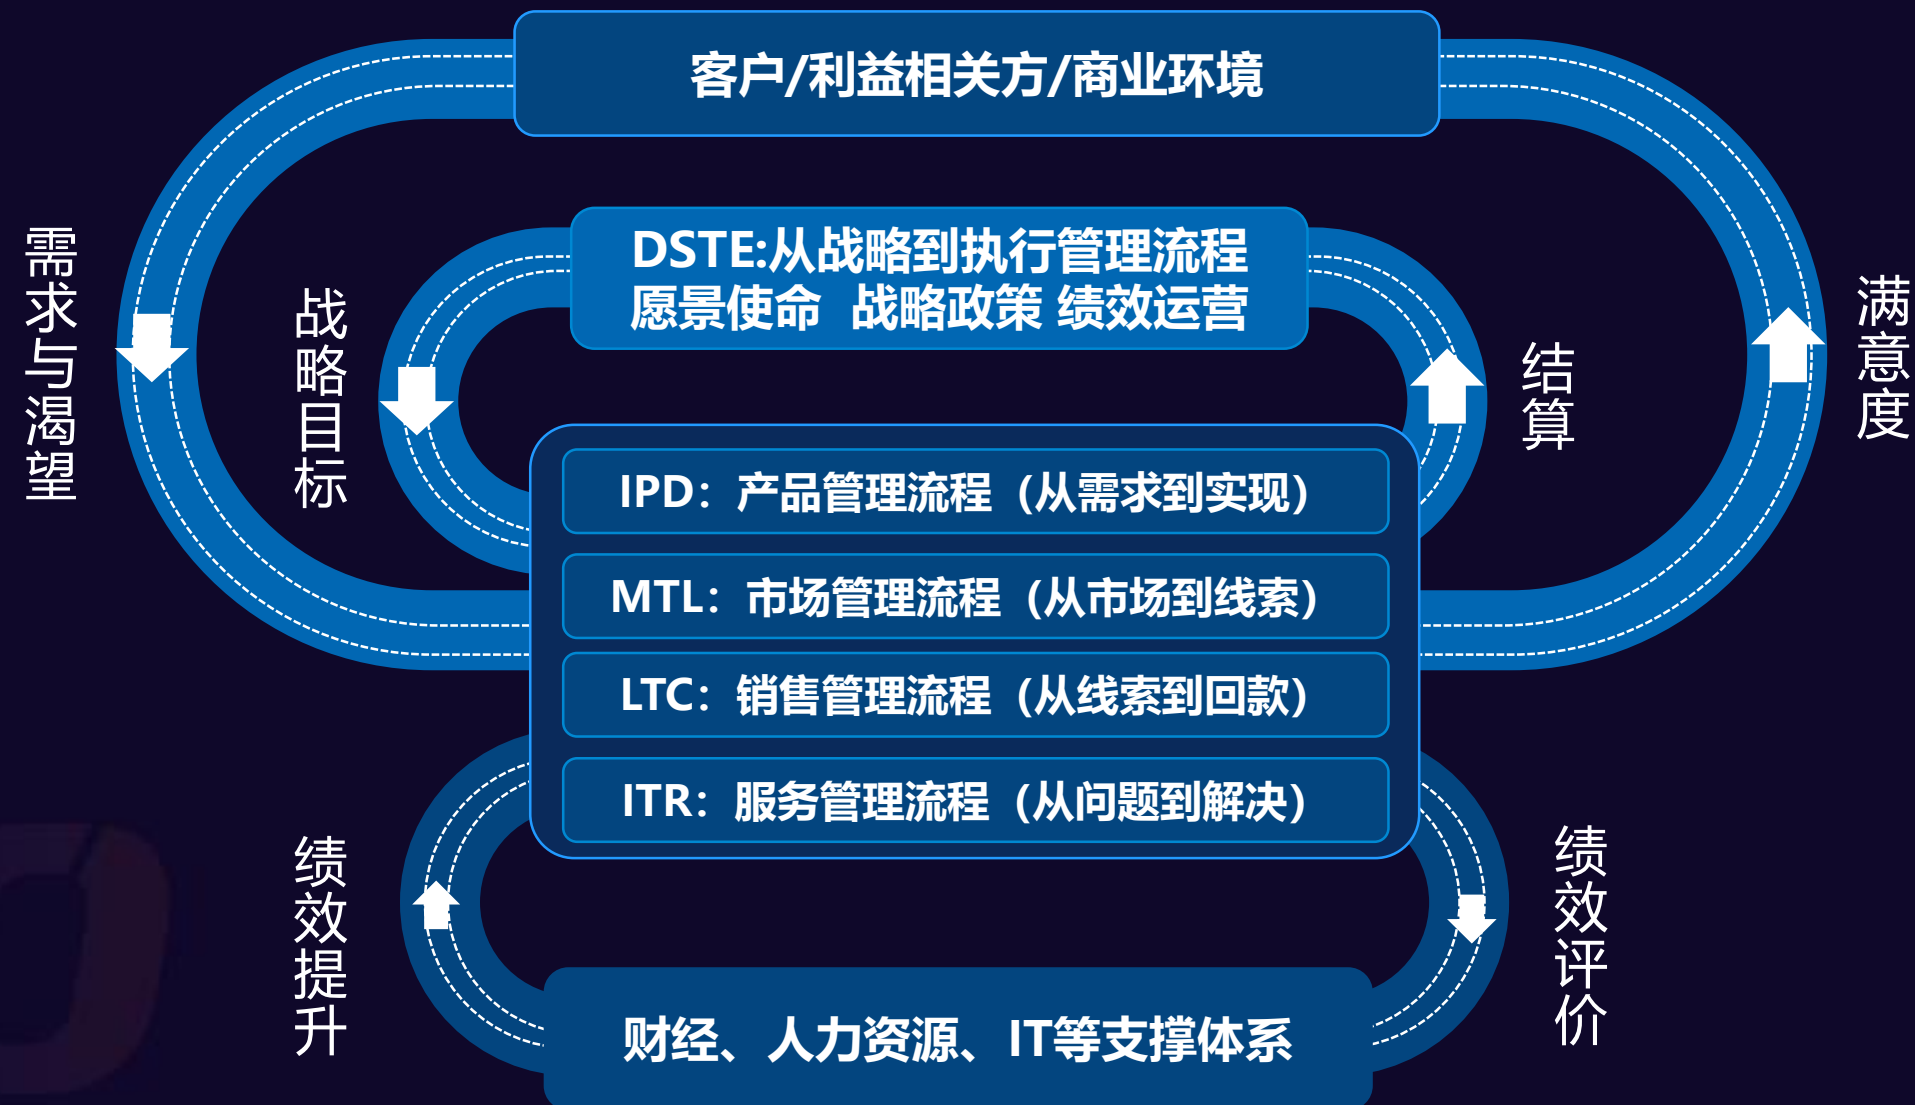 客户/利益相关方/商业环境
DSTE:从战略到执行管理流程
愿景使命 战略政策 绩效运营
需求与渴望
战略目标
结算
满意度
IPD：产品管理流程（从需求到实现）
MTL：市场管理流程（从市场到线索）
LTC：销售管理流程（从线索到回款）
ITR：服务管理流程（从问题到解决）
绩效提升
绩效评价
财经、人力资源、IT等支撑体系